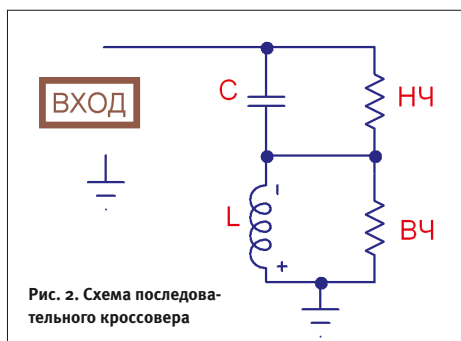 C
НЧ
ВХОД
-
L
ВЧ
+
Рис. 2. Схема последова-
тельного кроссовера